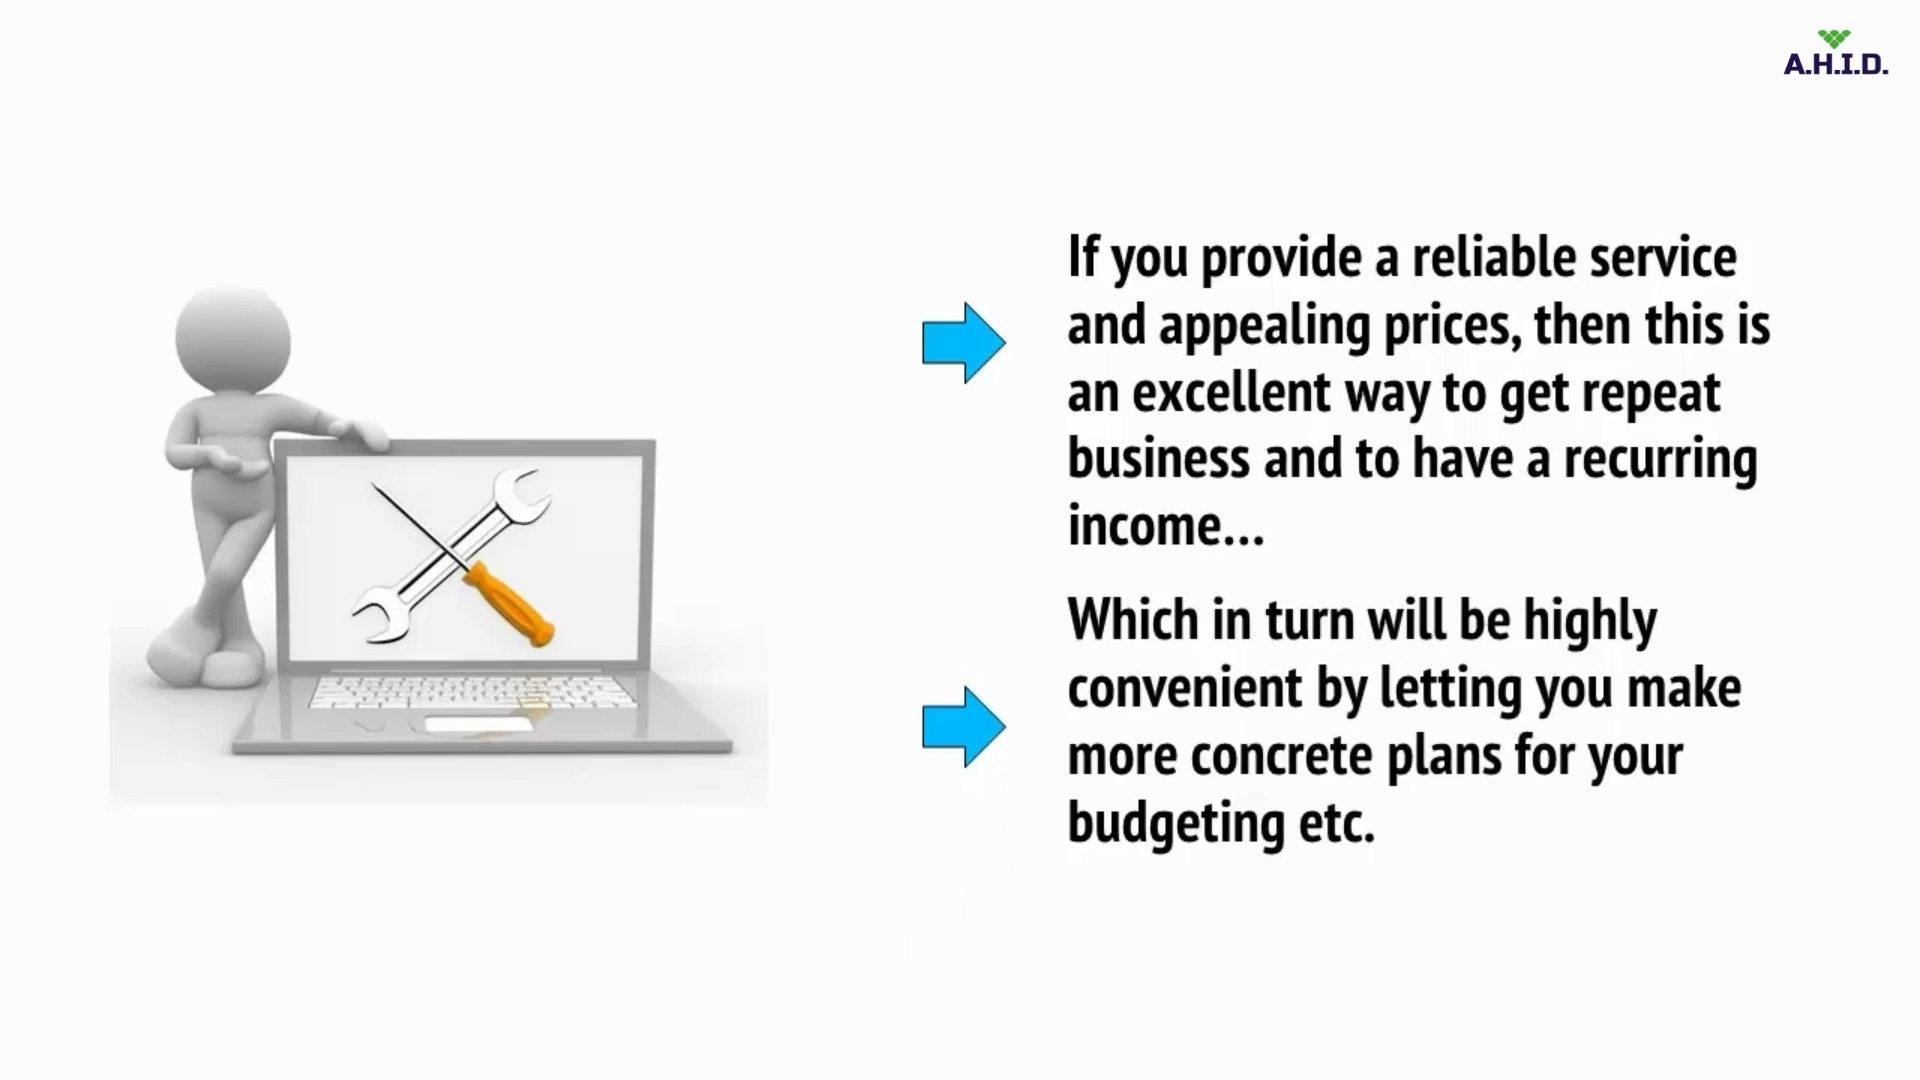 A.H.I.D.
If you provide a reliable service
and appealing prices, then this is
an excellent way to get repeat
business and to have a recurring
income...
Which in turn will be highly
convenient by letting you make
more concrete plans for your
budgeting etc.